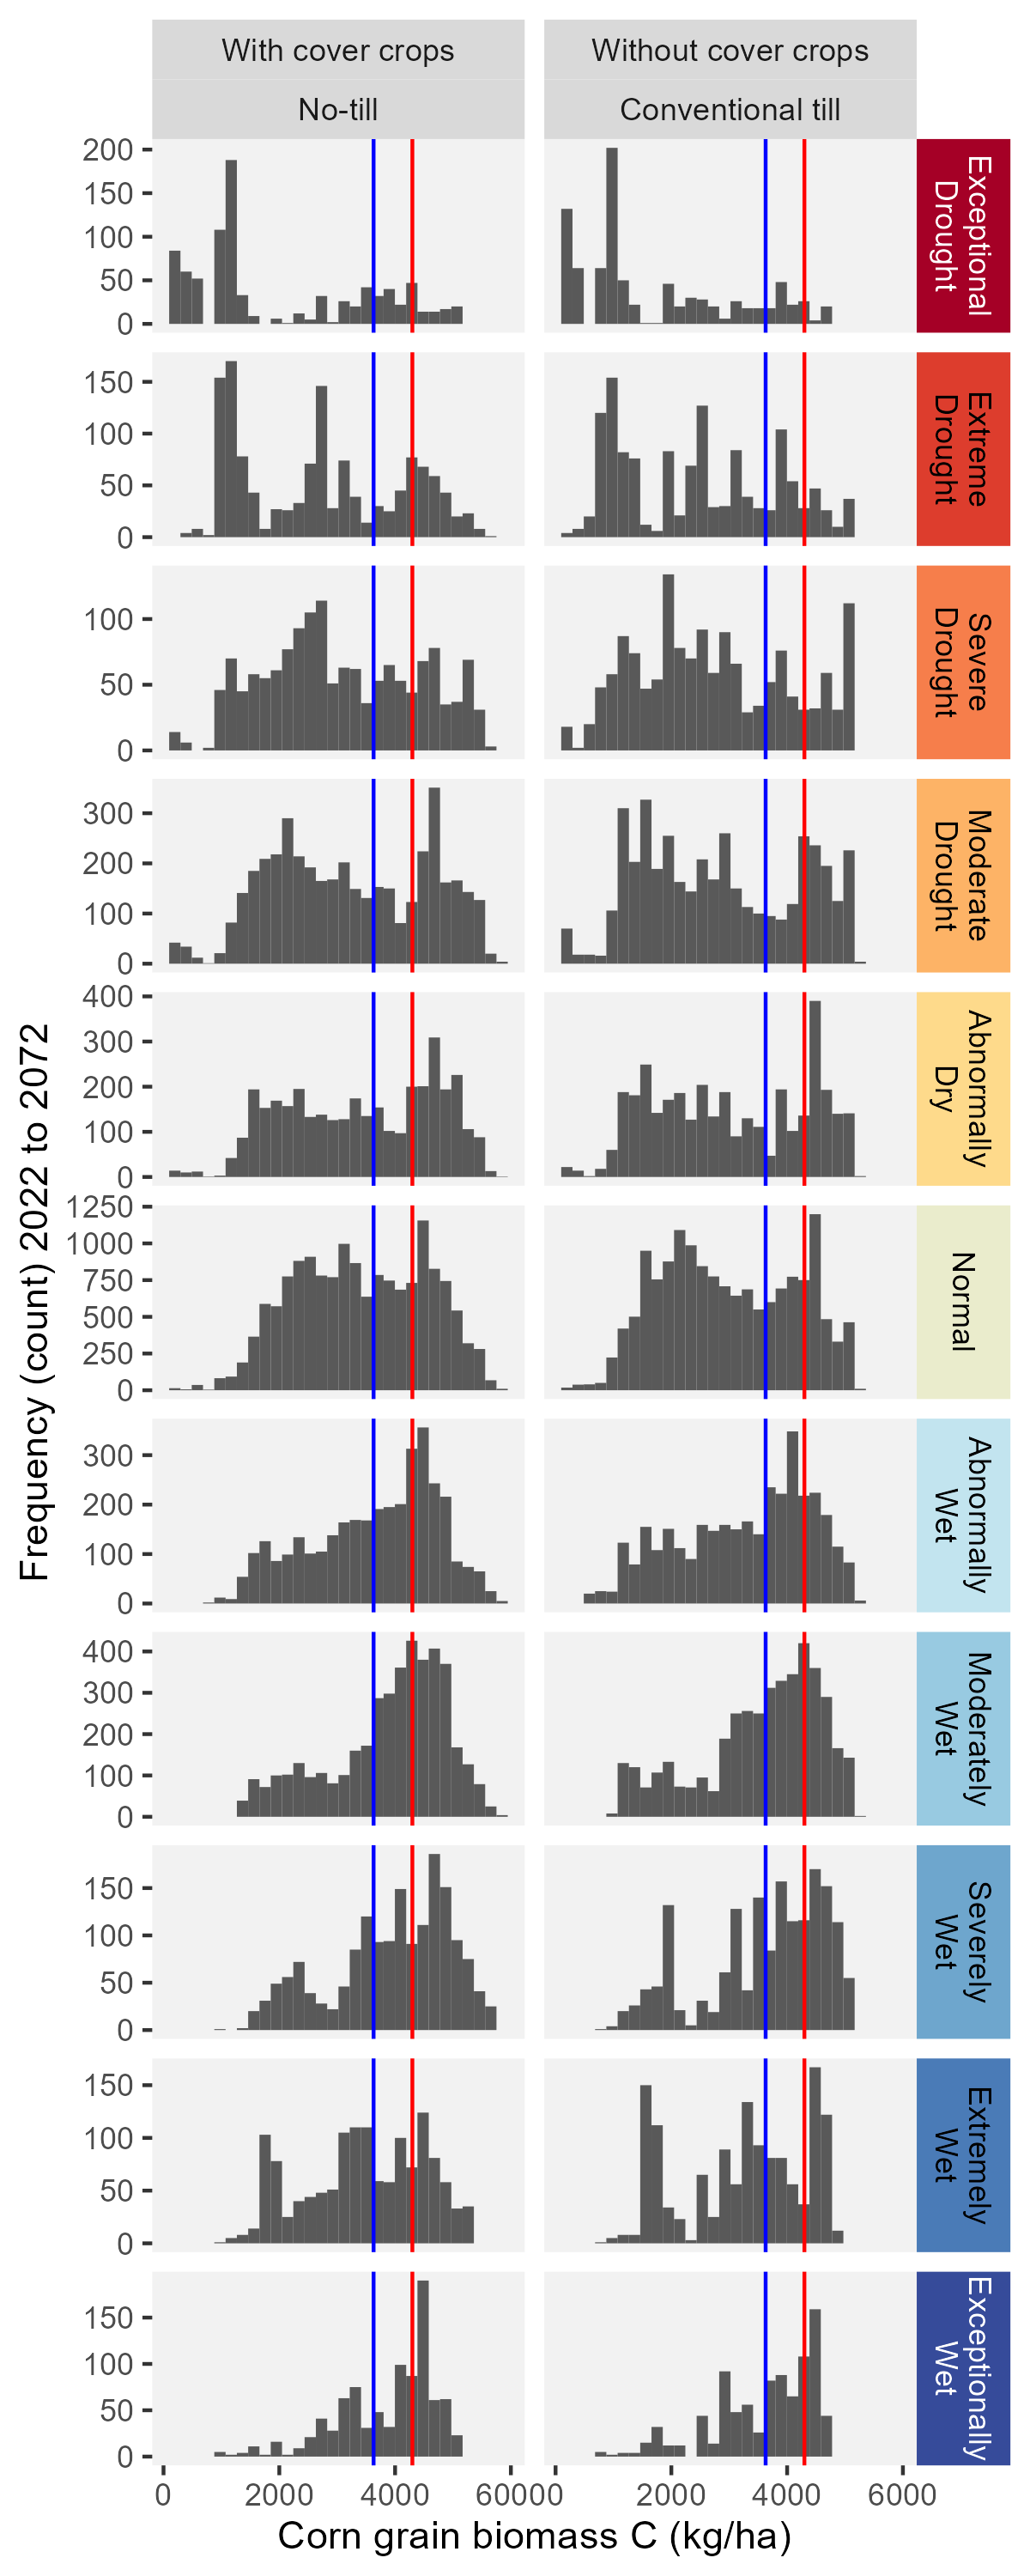 With cover crops
Without cover crops
No-till
Conventional till
200
150
100
50
0
Exceptional
Drought
150
100
50
0
Extreme
Drought
100
50
0
Severe
Drought
300
200
100
0
Moderate
Drought
400
300
200
100
0
Abnormally
Dry
1250
1000
750
500
250
0
Normal
300
200
100
0
Abnormally
Wet
400
300
200
100
0
Moderately
Wet
150
100
50
0
Severely
Wet
150
100
50
0
Extremely
Wet
150
100
50
0
Exceptionally
Wet
0 2000 4000 6000 0 2000 4000 6000
Corn grain biomass C (kg/ha)
Frequency (count) 2022 to 2072